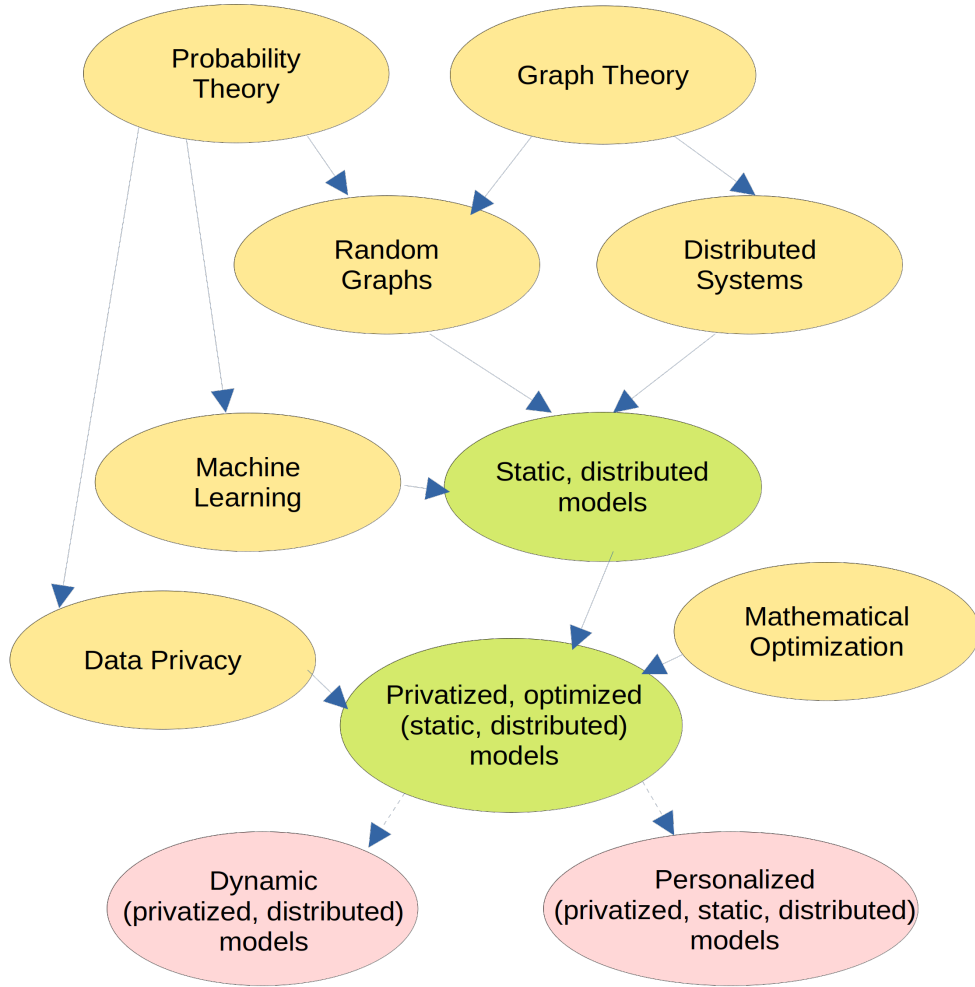 Probability
Theory
Graph Theory
Random
Graphs
Distributed
Systems
Machine
Learning
Static, distributed
models
Mathematical
Optimization
Data Privacy
Privatized, optimized
(static, distributed)
models
Dynamic
(privatized, distributed)
models
Personalized
(privatized, static, distributed)
models